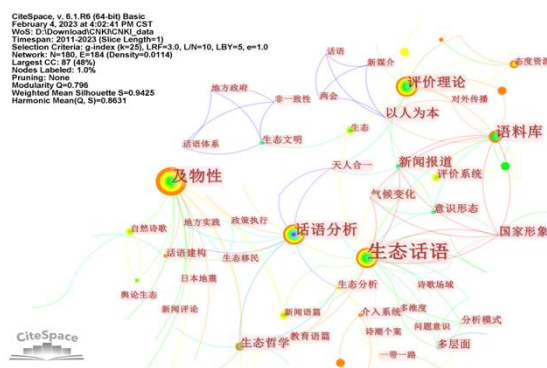 CiteSpace, v. 6.1.R6 (64-bit) Basic
February 4, 2023 at 4:02:41 PM CST
WoS: D:\Download\CNKI\CNKI_data
Timespan: 2011-2023 (Slice Length=1)
Selection Criteria: g-index (k=25), LRF=3.0, L/N=10, LBY=5, e=1.0
Network: N=180, E=184 (Density=0.0114)
Largest CC: 87 (48%)
Nodes Labeled: 1.0%
Pruning: None
Modularity Q=0.796
Weighted Mean Silhouette S=0.9425
Harmonic Mean(Q, S)=0.8631
话语
新媒介
态度资源
地方政府
评价理论
非一致性
两会
对外传播
以人为本
生态
语料库
话语体系
生态文明
天人合一
新闻报道
评价系统
及物性
气候变化
意识形态
地方实践
政策执行
自然诗歌
话语分析
国家形象
话语建构
生态移民
生态话语
日本地震
舆论生态
生态分析
诗歌场域
新闻评论
新闻语篇
介入系统
多维度
分析模式
诗潮个案
问题意识
生态哲学
教育语篇
多层面
一带一路
CiteSpace